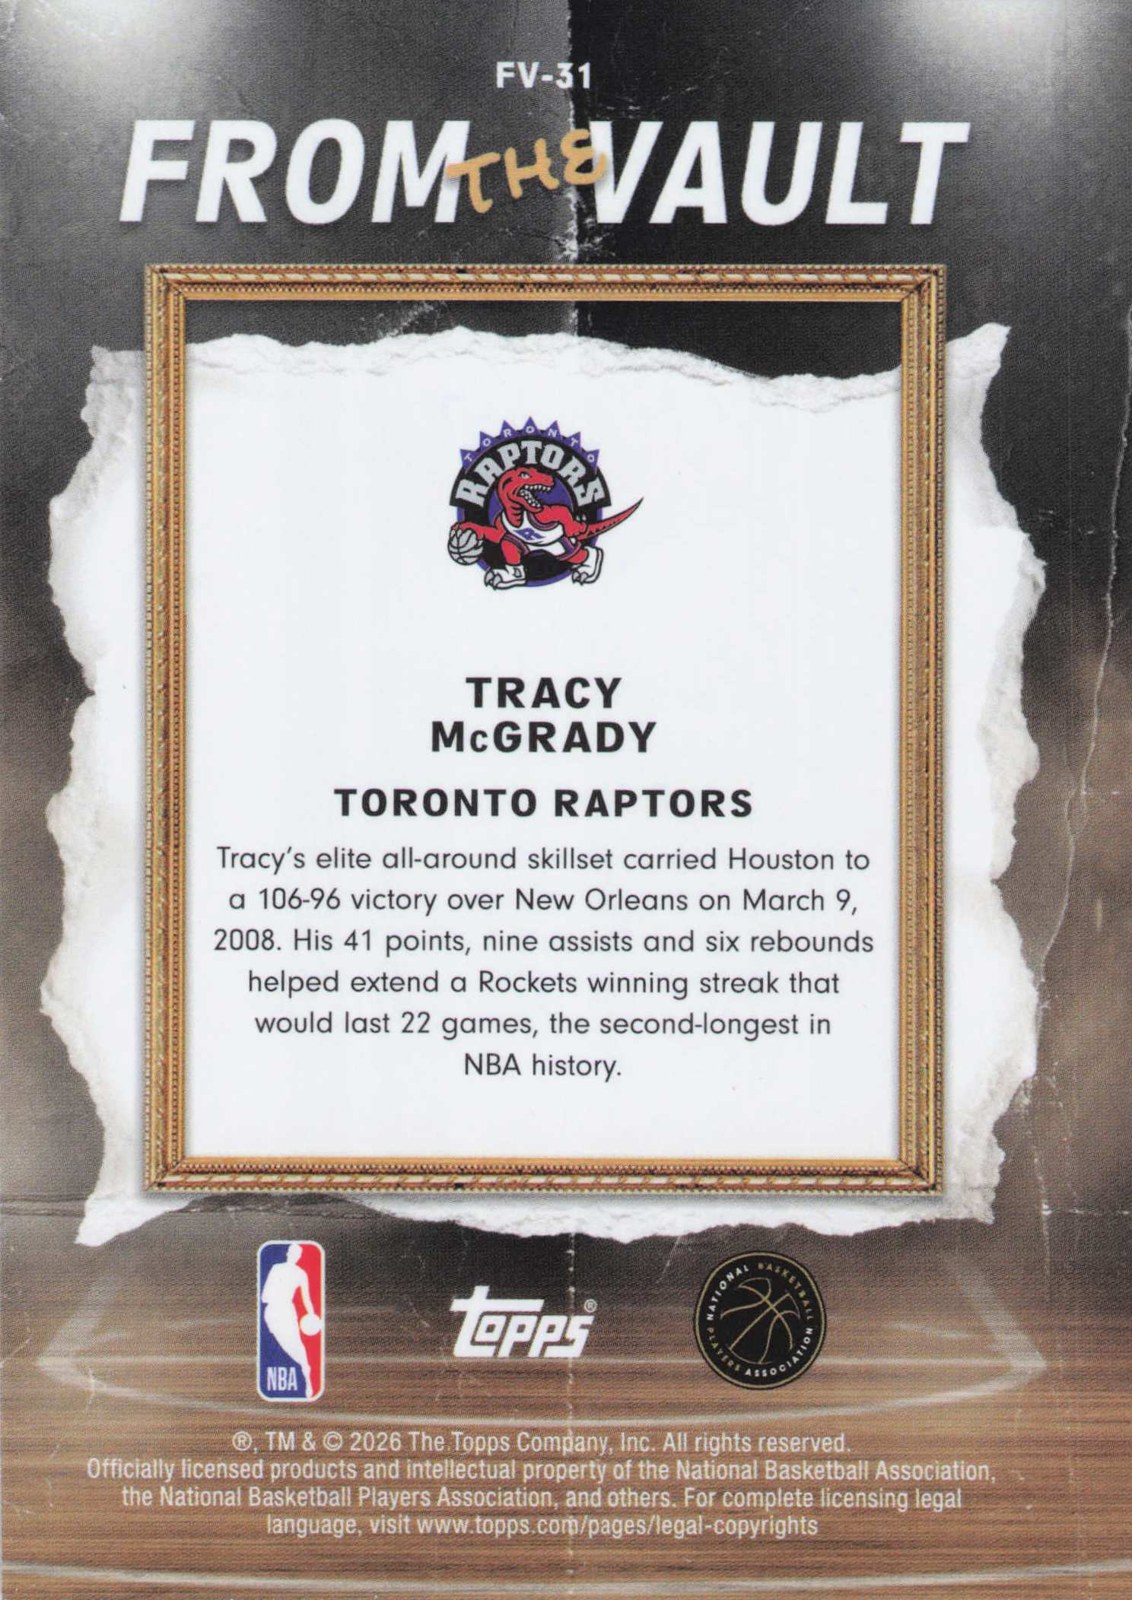 FV-31
FROM THE VAULT
TORONTO
RAPTORS
TRACY
McGRADY
TORONTO RAPTORS
Tracy's elite all-around skillset carried Houston to
a 106-96 victory over New Orleans on March 9,
2008. His 41 points, nine assists and six rebounds
helped extend a Rockets winning streak that
would last 22 games, the second-longest in
NBA history.
NBA
topps®
NATIONAL BASKETBALL
PLAYERS ASSOCIATION
®, TM & © 2026 The Topps Company, Inc. All rights reserved.
Officially licensed products and intellectual property of the National Basketball Association,
the National Basketball Players Association, and others. For complete licensing legal
language, visit www.topps.com/pages/legal-copyrights